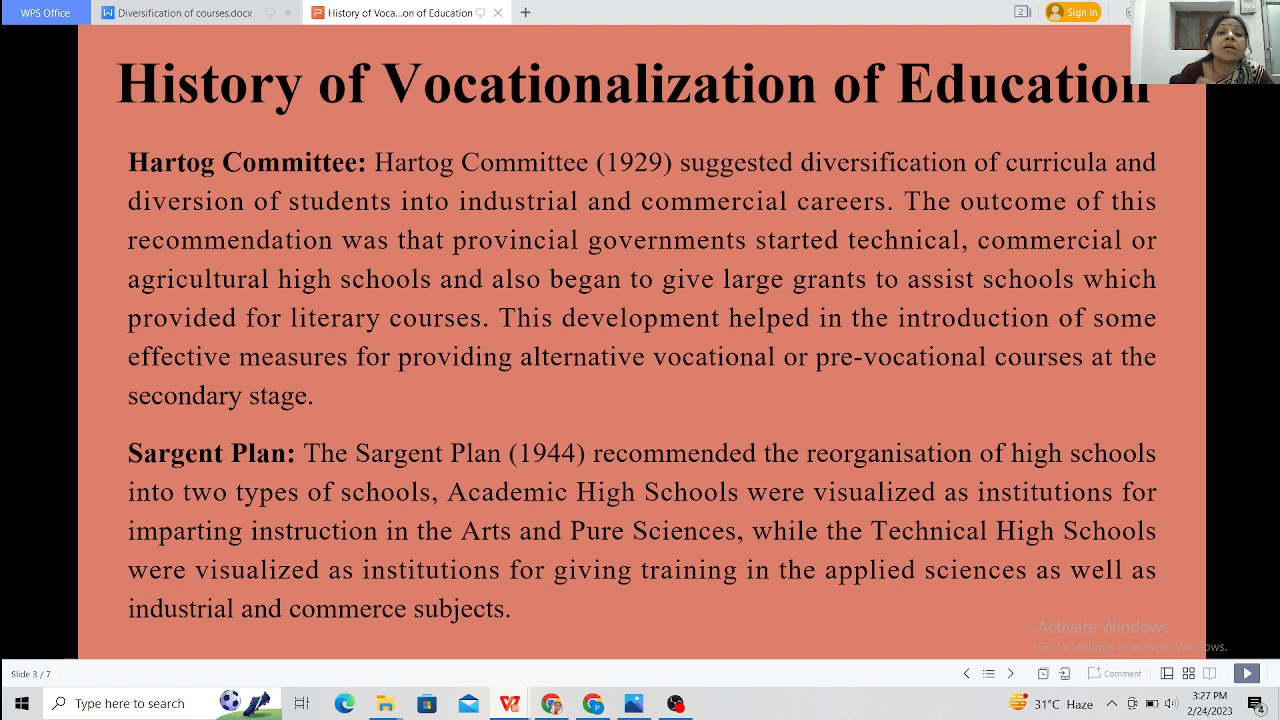 WPS Office
Diversification of courses.docx
History of Voca...on of Education
2
Sign in
History of Vocationalization of Education
Hartog Committee: Hartog Committee (1929) suggested diversification of curricula and
diversion of students into industrial and commercial careers. The outcome of this
recommendation was that provincial governments started technical, commercial or
agricultural high schools and also began to give large grants to assist schools which
provided for literary courses. This development helped in the introduction of some
effective measures for providing alternative vocational or pre-vocational courses at the
secondary stage.
Sargent Plan: The Sargent Plan (1944) recommended the reorganisation of high schools
into two types of schools, Academic High Schools were visualized as institutions for
imparting instruction in the Arts and Pure Sciences, while the Technical High Schools
were visualized as institutions for giving training in the applied sciences as well as
industrial and commerce subjects.
Activate Windows
Go to Settings to activate Windows.
Slide 3 / 7
Comment
Type here to search
31°C Haze
3:27 PM
2/24/2023
4